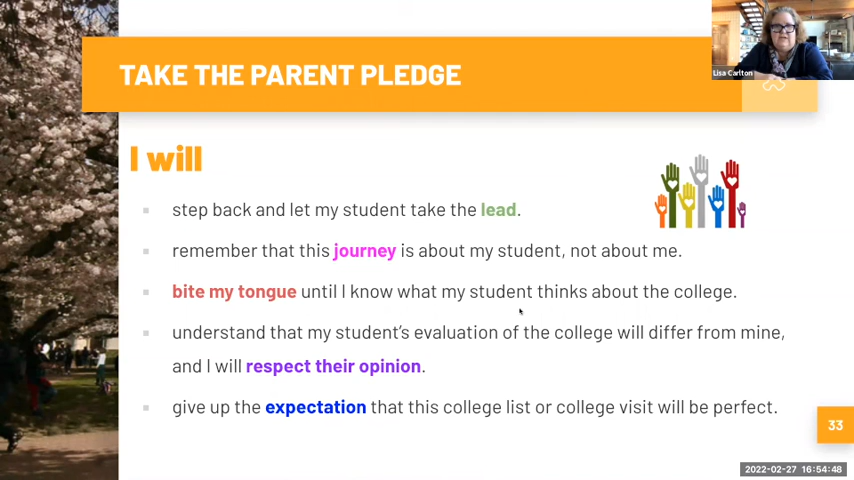 Lisa Carlton
TAKE THE PARENT PLEDGE
I will
step back and let my student take the lead.
remember that this journey is about my student, not about me.
bite my tongue until I know what my student thinks about the college.
understand that my student's evaluation of the college will differ from mine,
and I will respect their opinion.
give up the expectation that this college list or college visit will be perfect.
33
2022-02-27 16:54:48